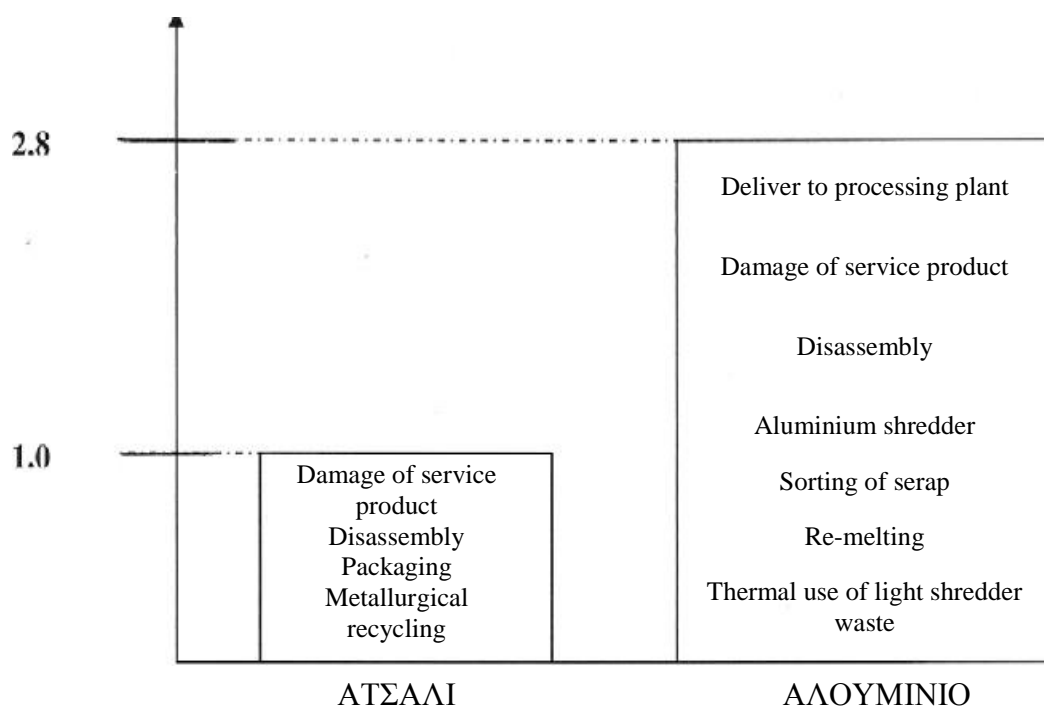 2.8
Deliver to processing plant
Damage of service product
Disassembly
Aluminium shredder
1.0
Damage of service
product
Disassembly
Packaging
Metallurgical
recycling
Sorting of serap
Re-melting
Thermal use of light shredder
waste
ΑΤΣΑΛΙ
ΑΛΟΥΜΙΝΙΟ